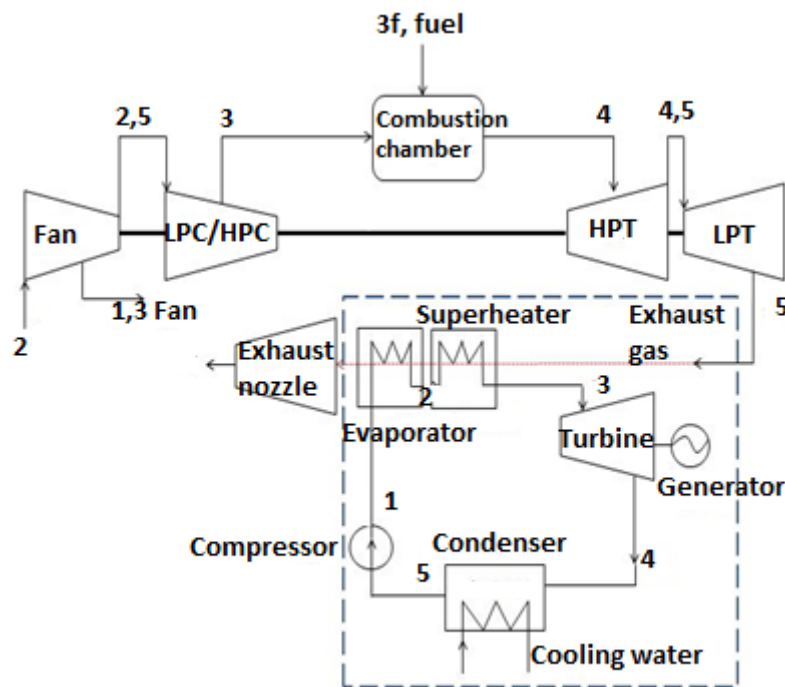 3f, fuel
2,5
3
Combustion
chamber
4
4,5
Fan
LPC/HPC
HPT
LPT
1,3 Fan
2
5
Superheater
Exhaust
gas
Exhaust
nozzle
2
3
Evaporator
Turbine
Generator
1
Compressor
Condenser
5
4
Cooling water